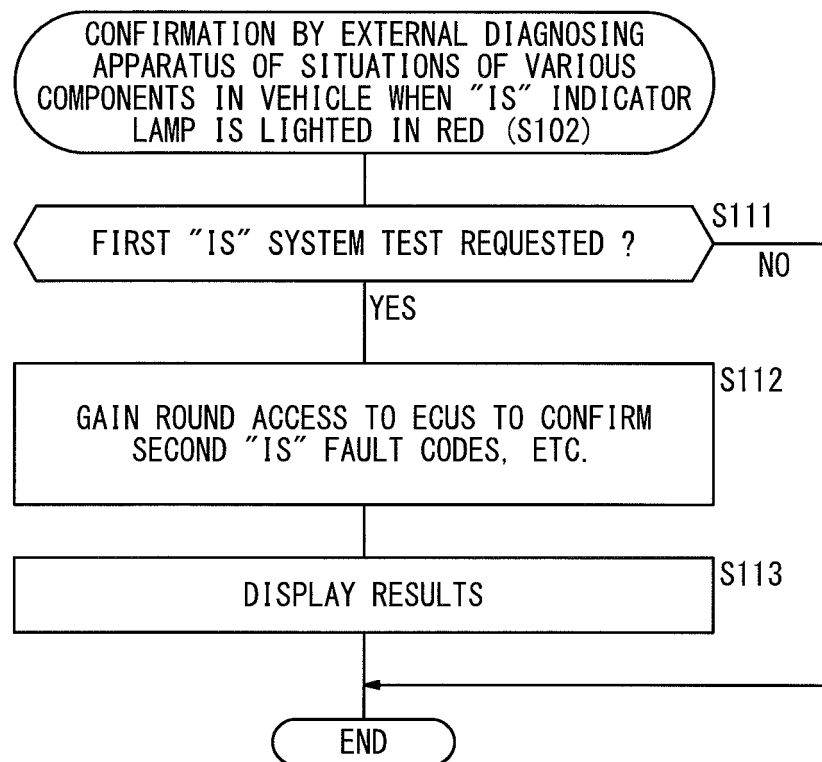 CONFIRMATION BY EXTERNAL DIAGNOSING
APPARATUS OF SITUATIONS OF VARIOUS
COMPONENTS IN VEHICLE WHEN "IS" INDICATOR
LAMP IS LIGHTED IN RED (S102)
S111
FIRST "IS" SYSTEM TEST REQUESTED ?
NO
YES
S112
GAIN ROUND ACCESS TO ECUS TO CONFIRM
SECOND "IS" FAULT CODES, ETC.
S113
DISPLAY RESULTS
END